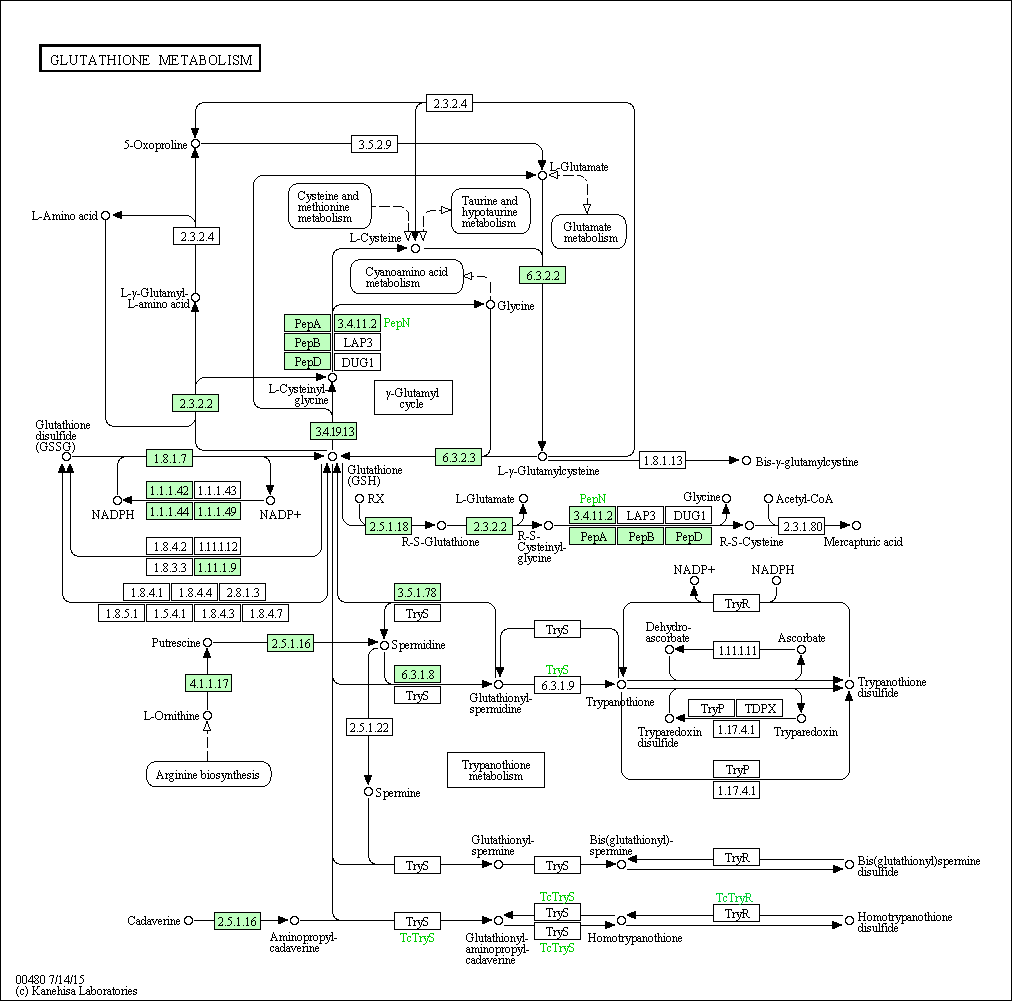 GLUTATHIONE METABOLISM
2.3.2.4
5-Oxoproline
3.5.2.9
L-Glutamate
Cysteine and
methionine
metabolism
Taurine and
hypotaurine
metabolism
L-Amino acid
Glutamate
metabolism
2.3.2.4
L-Cysteine
Cyanoamino acid
metabolism
6.3.2.2
L-γ-Glutamyl-
L-amino acid
Glycine
PepA
3.4.11.2
PepN
PepB
LAP3
PepD
DUG1
L-Cysteinyl-
glycine
γ-Glutamyl
cycle
2.3.2.2
Glutathione
disulfide
(GSSG)
3.4.19.13
1.8.1.7
6.3.2.3
1.8.1.13
Bis-γ-glutamylcystine
Glutathione
(GSH)
L-γ-Glutamylcysteine
1.1.1.42
1.1.1.43
NADPH
1.1.1.44
1.1.1.49
NADP+
RX
L-Glutamate
PepN
Glycine
Acetyl-CoA
2.5.1.18
2.3.2.2
3.4.11.2
LAP3
DUG1
2.3.1.80
PepA
PepB
PepD
R-S-Glutathione
R-S-
Cysteinyl-
glycine
R-S-Cysteine
Mercapturic acid
1.8.4.2
1.11.1.12
1.8.3.3
1.11.1.9
1.8.4.1
1.8.4.4
2.8.1.3
1.8.5.1
1.5.4.1
1.8.4.3
1.8.4.7
NADP+
NADPH
3.5.1.78
TryS
TryR
Putrescine
2.5.1.16
Spermidine
TryS
Dehydro-
ascorbate
Ascorbate
1.11.1.11
4.1.1.17
6.3.1.8
TryS
TryS
6.3.1.9
Glutathionyl-
spermidine
Trypanothione
Trypanothione
disulfide
L-Ornithine
2.5.1.22
TryP
TDPX
1.17.4.1
Tryparedoxin
disulfide
Tryparedoxin
Arginine biosynthesis
Trypanothione
metabolism
TryP
1.17.4.1
Spermine
Glutathionyl-
spermine
Bis(glutathionyl)-
spermine
TryS
TryS
TryR
Bis(glutathionyl)spermine
disulfide
TcTryS
TcTryR
Cadaverine
2.5.1.16
TryS
TryS
TryR
Homotrypanothione
disulfide
Aminopropyl-
cadaverine
TcTryS
TryS
TcTryS
Glutathionyl-
aminopropyl-
cadaverine
Homotrypanothione
00480 7/14/15
(c) Kanehisa Laboratories